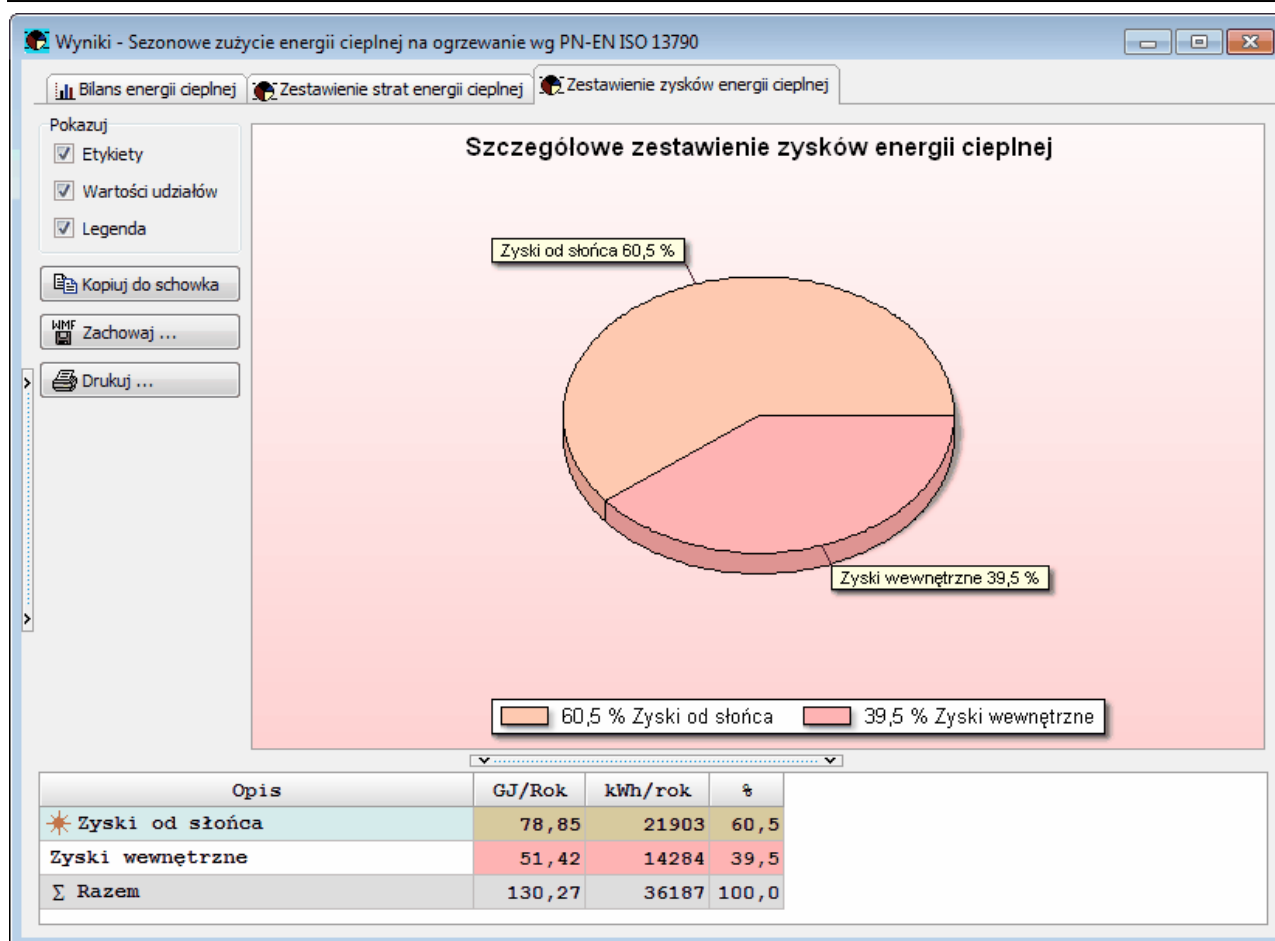 Wyniki - Sezonowe zużycie energii cieplnej na ogrzewanie wg PN-EN ISO 13790
Bilans energii cieplnej Zestawienie strat energii cieplnej Zestawienie zysków energii cieplnej
Pokazuj
Etykiety
Wartości udziałów
Legenda
Kopiuj do schowka
WMF Zachowaj ...
Drukuj ...
Szczegółowe zestawienie zysków energii cieplnej
Zyski od słońca 60,5 %
Zyski wewnętrzne 39,5 %
60,5 % Zyski od słońca 39,5 % Zyski wewnętrzne
Opis GJ/Rok kWh/rok %
Zyski od słońca 78,85 21903 60,5
Zyski wewnętrzne 51,42 14284 39,5
Σ Razem 130,27 36187 100,0